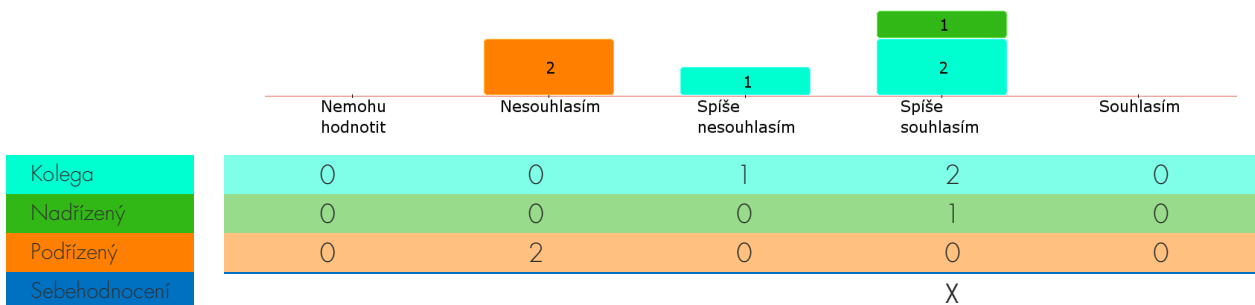 1
2
1
2
Nemohu
hodnotit
Nesouhlasím
Spíše
nesouhlasím
Spíše
souhlasím
Souhlasím
Kolega 0 0 1 2 0
Nadřízený 0 0 0 1 0
Podřízený 0 2 0 0 0
Sebehodnocení X